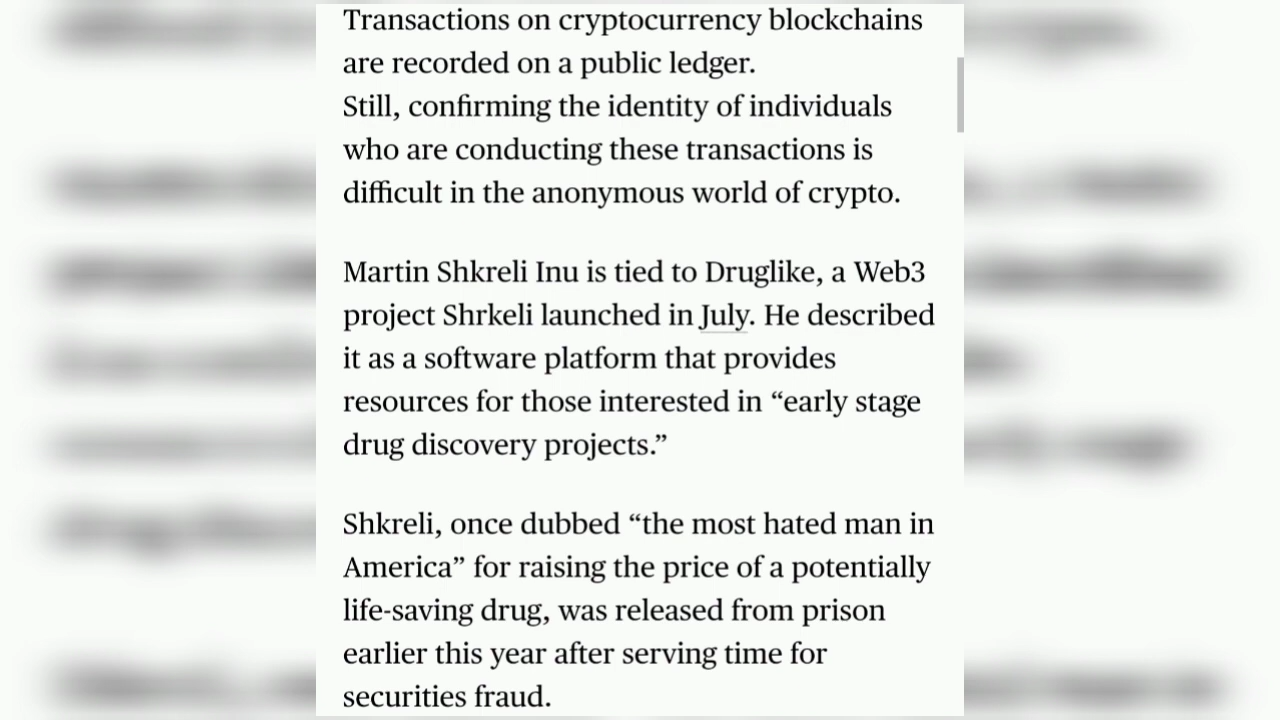 Transactions on cryptocurrency blockchains
are recorded on a public ledger.
Still, confirming the identity of individuals
who are conducting these transactions is
difficult in the anonymous world of crypto.
Martin Shkreli Inu is tied to Druglike, a Web3
project Shrkeli launched in July. He described
it as a software platform that provides
resources for those interested in “early stage
drug discovery projects.”
Shkreli, once dubbed “the most hated man in
America” for raising the price of a potentially
life-saving drug, was released from prison
earlier this year after serving time for
securities fraud.